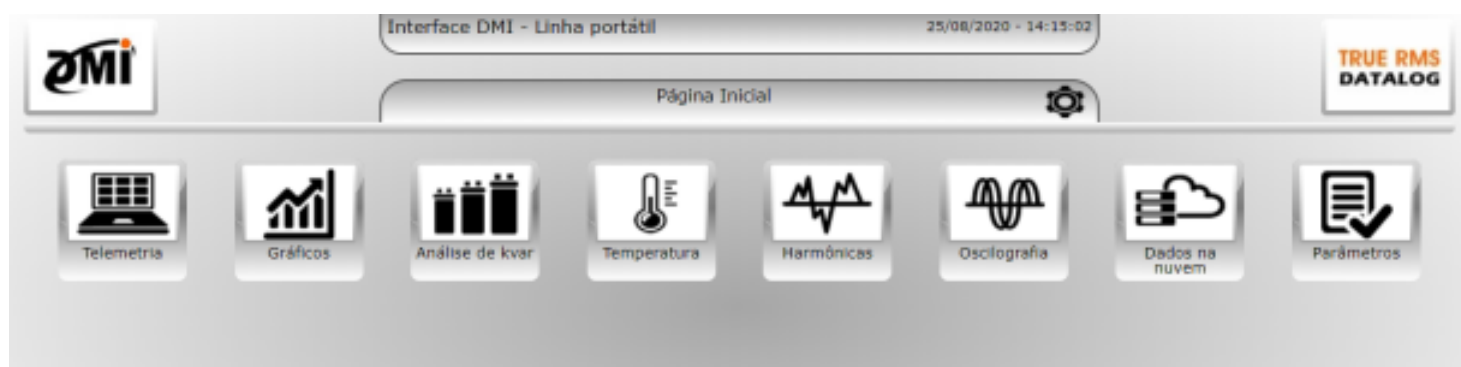 Interface DMI - Linha portátil 25/08/2020 - 14:15:02
DMI
TRUE RMS
DATALOG
Página Inicial
Telemetria
Gráficos
Análise de kvar
Temperatura
Harmônicas
Oscilografia
Dados na
nuvem
Parâmetros